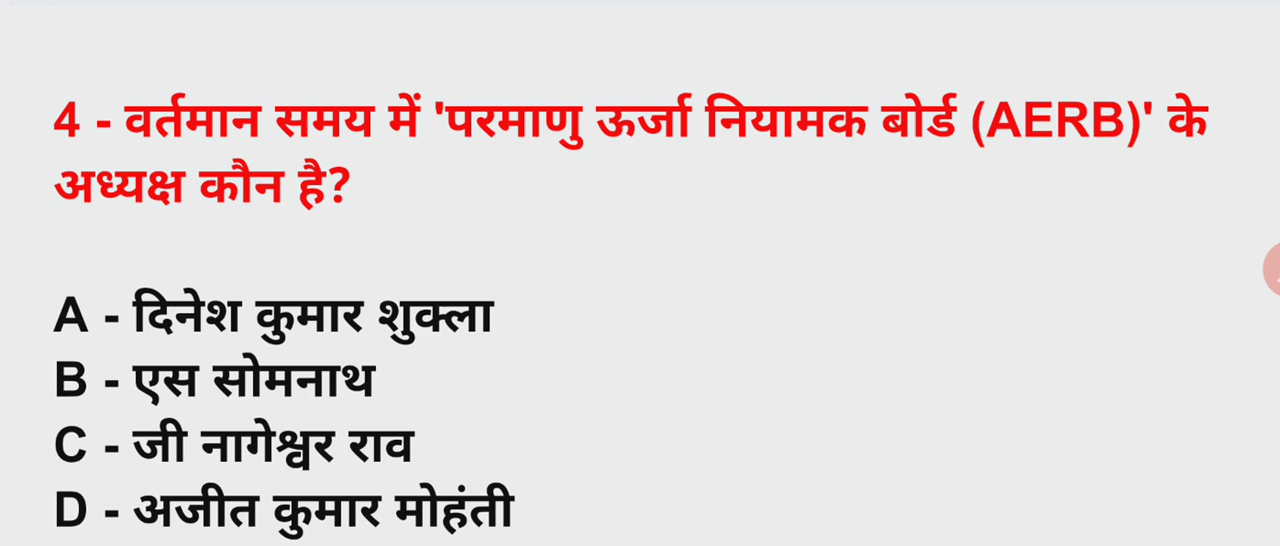 4 - वर्तमान समय में 'परमाणु ऊर्जा नियामक बोर्ड (AERB)' के
अध्यक्ष कौन है?
A - दिनेश कुमार शुक्ला
B - एस सोमनाथ
C - जी नागेश्वर राव
D - अजीत कुमार मोहंती